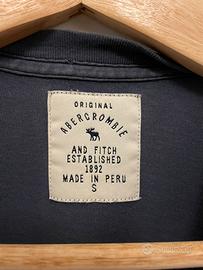 ORIGINAL
ABERCROMBIE
AND FITCH
ESTABLISHED
1892
MADE IN PERU
S